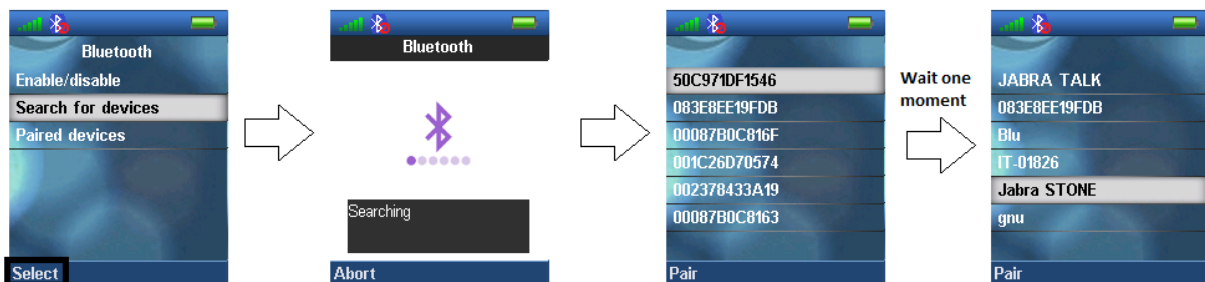 Bluetooth
Enable/disable
Search for devices
Paired devices
Select
Bluetooth
Searching
Abort
50C971DF1546
083E8EE19FDB
00087B0C816F
001C26D70574
002378433A19
00087B0C8163
Pair
Wait one
moment
JABRA TALK
083E8EE19FDB
Blu
IT-01826
Jabra STONE
gnu
Pair